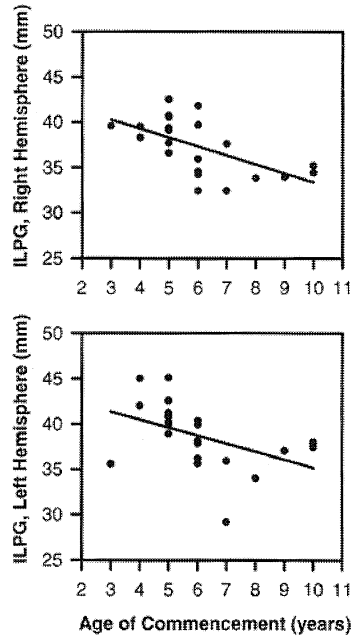 ILPG, Right Hemisphere (mm)
50
45
40
35
30
25
2 3 4 5 6 7 8 9 10 11
ILPG, Left Hemisphere (mm)
50
45
40
35
30
25
2 3 4 5 6 7 8 9 10 11
Age of Commencement (years)